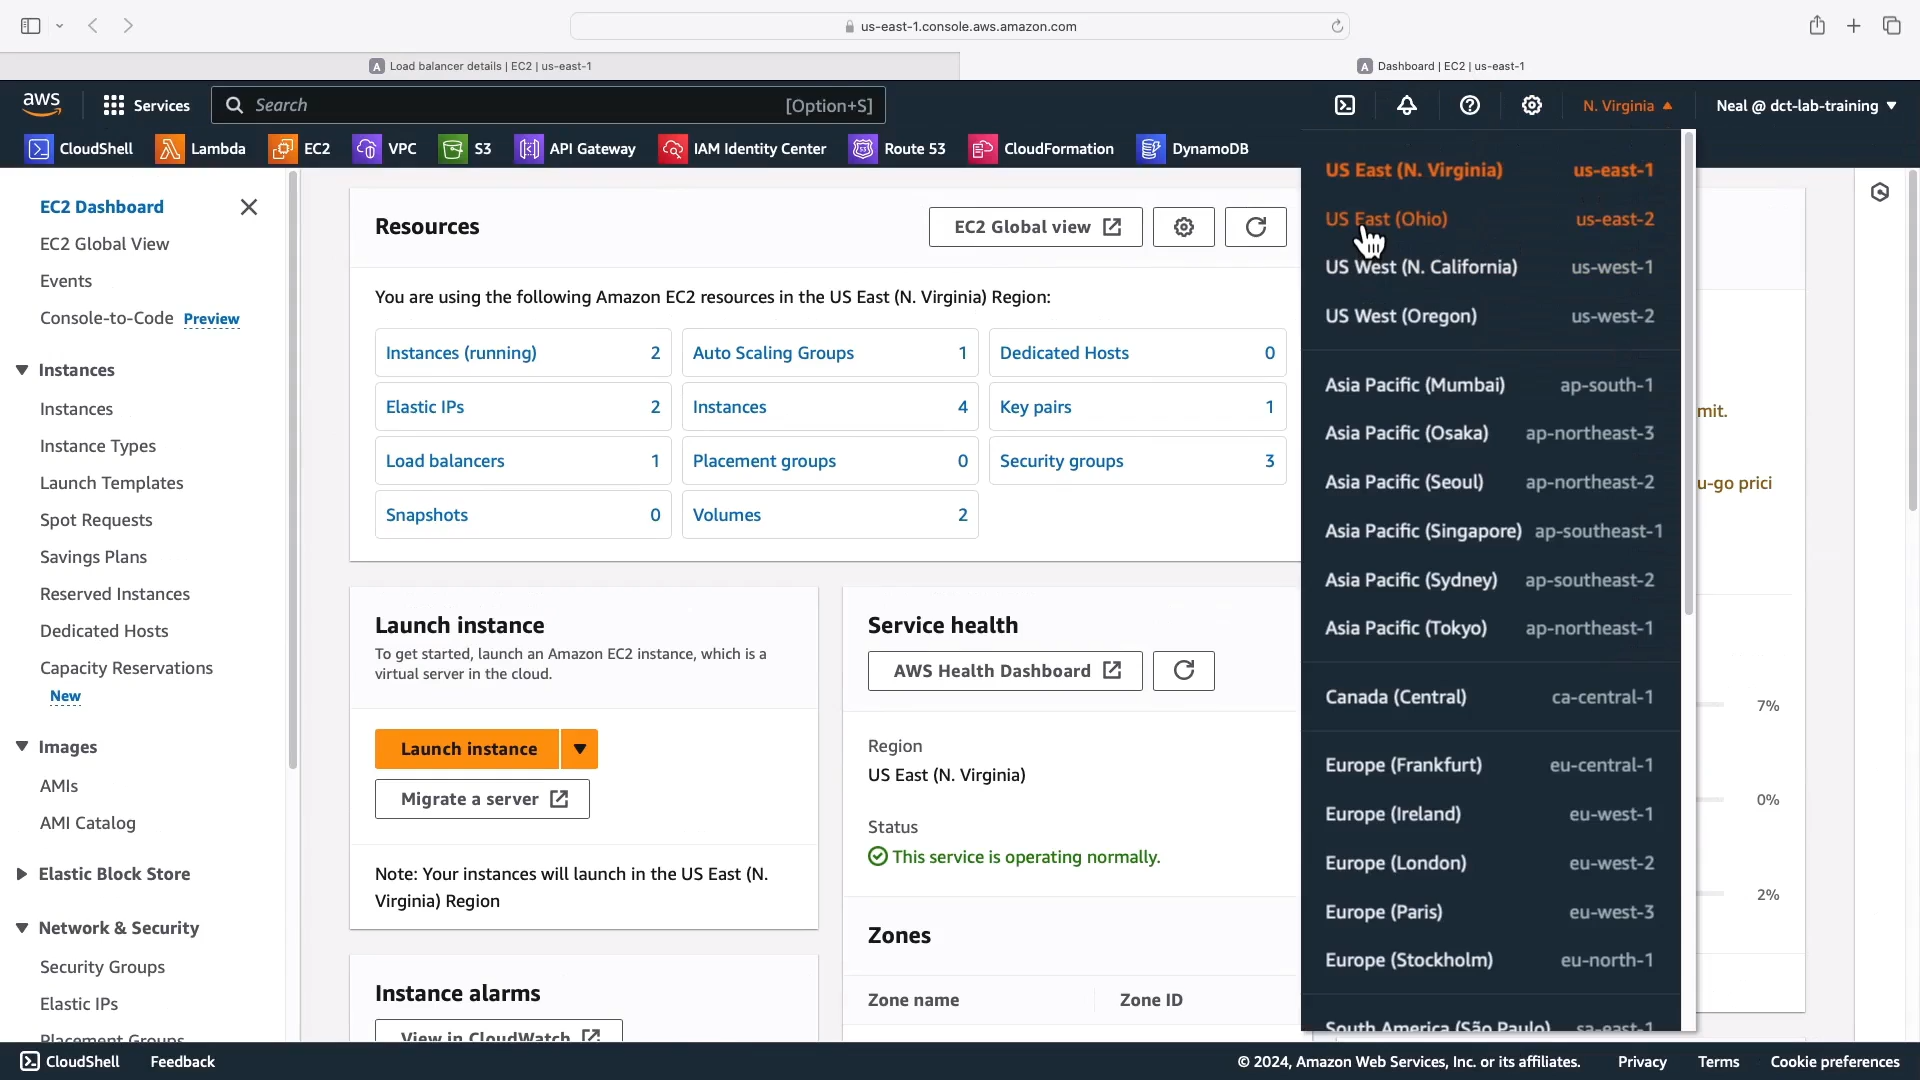 us-east-1.console.aws.amazon.com
A Load balancer details | EC2 | us-east-1
A Dashboard | EC2 | us-east-1
aws
Services
Search
[Option+S]
N. Virginia
Neal @ dct-lab-training
CloudShell
Lambda
EC2
VPC
S3
API Gateway
IAM Identity Center
Route 53
CloudFormation
DynamoDB
EC2 Dashboard
EC2 Global View
Events
Console-to-Code Preview
Instances
Instances
Instance Types
Launch Templates
Spot Requests
Savings Plans
Reserved Instances
Dedicated Hosts
Capacity Reservations
New
Images
AMIs
AMI Catalog
Elastic Block Store
Network & Security
Security Groups
Elastic IPs
Placement Groups
Resources
EC2 Global view
You are using the following Amazon EC2 resources in the US East (N. Virginia) Region:
Instances (running) 2
Auto Scaling Groups 1
Dedicated Hosts 0
Elastic IPs 2
Instances 4
Key pairs 1
Load balancers 1
Placement groups 0
Security groups 3
Snapshots 0
Volumes 2
Launch instance
To get started, launch an Amazon EC2 instance, which is a
virtual server in the cloud.
Launch instance
Migrate a server
Note: Your instances will launch in the US East (N.
Virginia) Region
Instance alarms
View in CloudWatch
Service health
AWS Health Dashboard
Region
US East (N. Virginia)
Status
This service is operating normally.
Zones
Zone name
Zone ID
US East (N. Virginia) us-east-1
US East (Ohio) us-east-2
US West (N. California) us-west-1
US West (Oregon) us-west-2
Asia Pacific (Mumbai) ap-south-1
Asia Pacific (Osaka) ap-northeast-3
Asia Pacific (Seoul) ap-northeast-2
Asia Pacific (Singapore) ap-southeast-1
Asia Pacific (Sydney) ap-southeast-2
Asia Pacific (Tokyo) ap-northeast-1
Canada (Central) ca-central-1
Europe (Frankfurt) eu-central-1
Europe (Ireland) eu-west-1
Europe (London) eu-west-2
Europe (Paris) eu-west-3
Europe (Stockholm) eu-north-1
South America (São Paulo) sa-east-1
mit.
u-go prici
7%
0%
2%
CloudShell
Feedback
© 2024, Amazon Web Services, Inc. or its affiliates.
Privacy
Terms
Cookie preferences